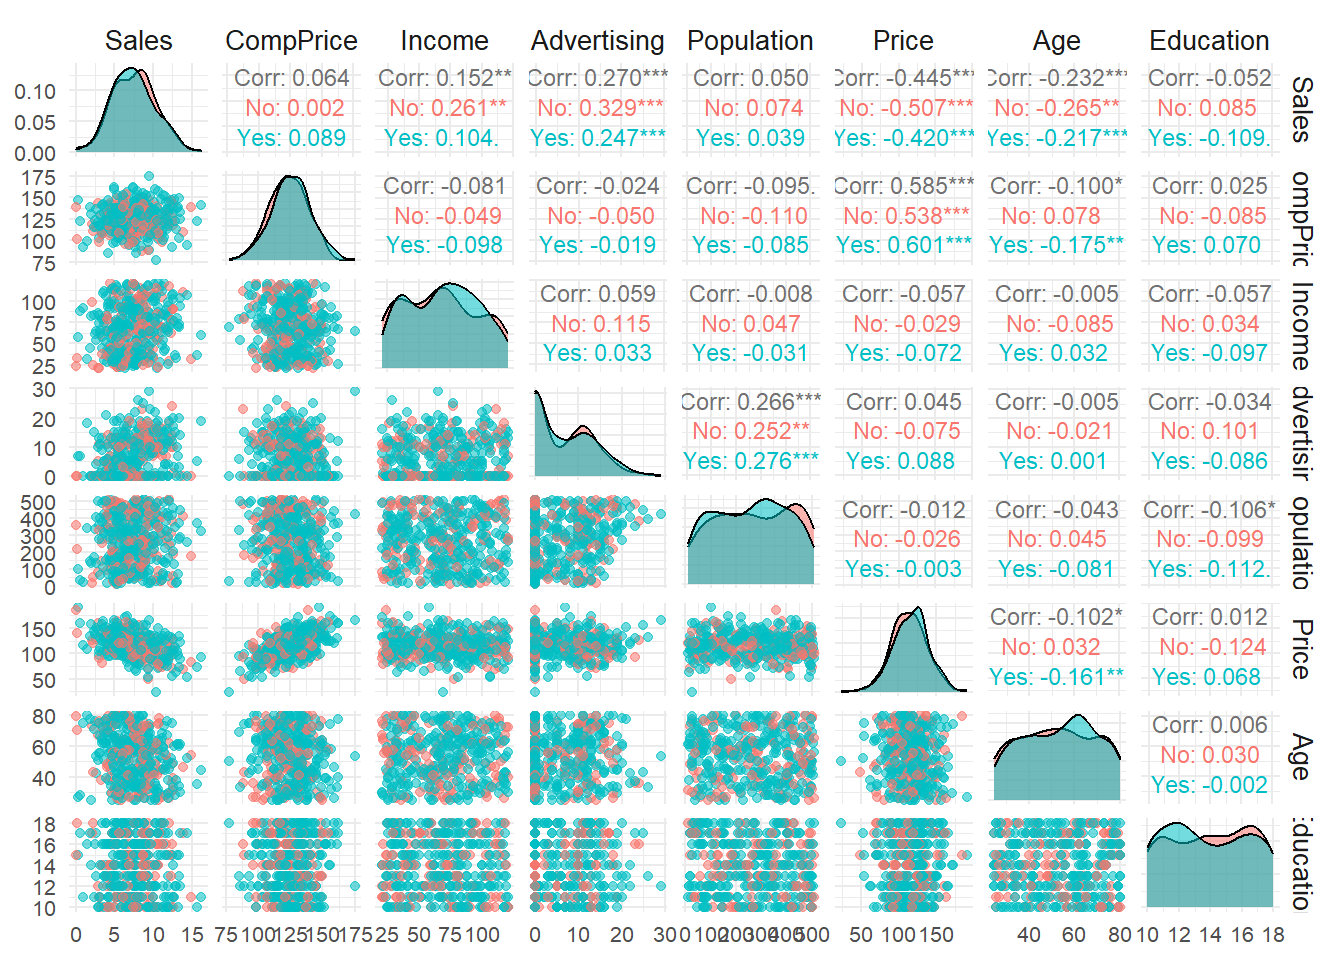 Sales CompPrice Income Advertising Population Price Age Education
Corr: 0.064 Corr: 0.152** Corr: 0.270*** Corr: 0.050 Corr: -0.445*** Corr: -0.232*** Corr: -0.052
No: 0.002 No: 0.261** No: 0.329*** No: 0.074 No: -0.507*** No: -0.265** No: 0.085
Yes: 0.089 Yes: 0.104. Yes: 0.247*** Yes: 0.039 Yes: -0.420*** Yes: -0.217*** Yes: -0.109.
0.10
0.05
0.00
Sales
Corr: -0.081 Corr: -0.024 Corr: -0.095. Corr: 0.585*** Corr: -0.100* Corr: 0.025
No: -0.049 No: -0.050 No: -0.110 No: 0.538*** No: 0.078 No: -0.085
Yes: -0.098 Yes: -0.019 Yes: -0.085 Yes: 0.601*** Yes: -0.175** Yes: 0.070
175
150
125
100
75
ompPric
Corr: 0.059 Corr: -0.008 Corr: -0.057 Corr: -0.005 Corr: -0.057
No: 0.115 No: 0.047 No: -0.029 No: -0.085 No: 0.034
Yes: 0.033 Yes: -0.031 Yes: -0.072 Yes: 0.032 Yes: -0.097
100
75
50
25
Income
Corr: 0.266*** Corr: 0.045 Corr: -0.005 Corr: -0.034
No: 0.252** No: -0.075 No: -0.021 No: 0.101
Yes: 0.276*** Yes: 0.088 Yes: 0.001 Yes: -0.086
30
20
10
0
dvertisin
Corr: -0.012 Corr: -0.043 Corr: -0.106*
No: -0.026 No: 0.045 No: -0.099
Yes: -0.003 Yes: -0.081 Yes: -0.112.
500
400
300
200
100
0
opulatio
Corr: -0.102* Corr: 0.012
No: 0.032 No: -0.124
Yes: -0.161** Yes: 0.068
150
100
50
Price
Corr: 0.006
No: 0.030
Yes: -0.002
80
60
40
Age
18
16
14
12
10
Educatio
0 5 10 15 75 100 125 150 175 25 50 75 100 0 10 20 30 0 100 200 300 400 500 50 100 150 40 60 80 10 12 14 16 18